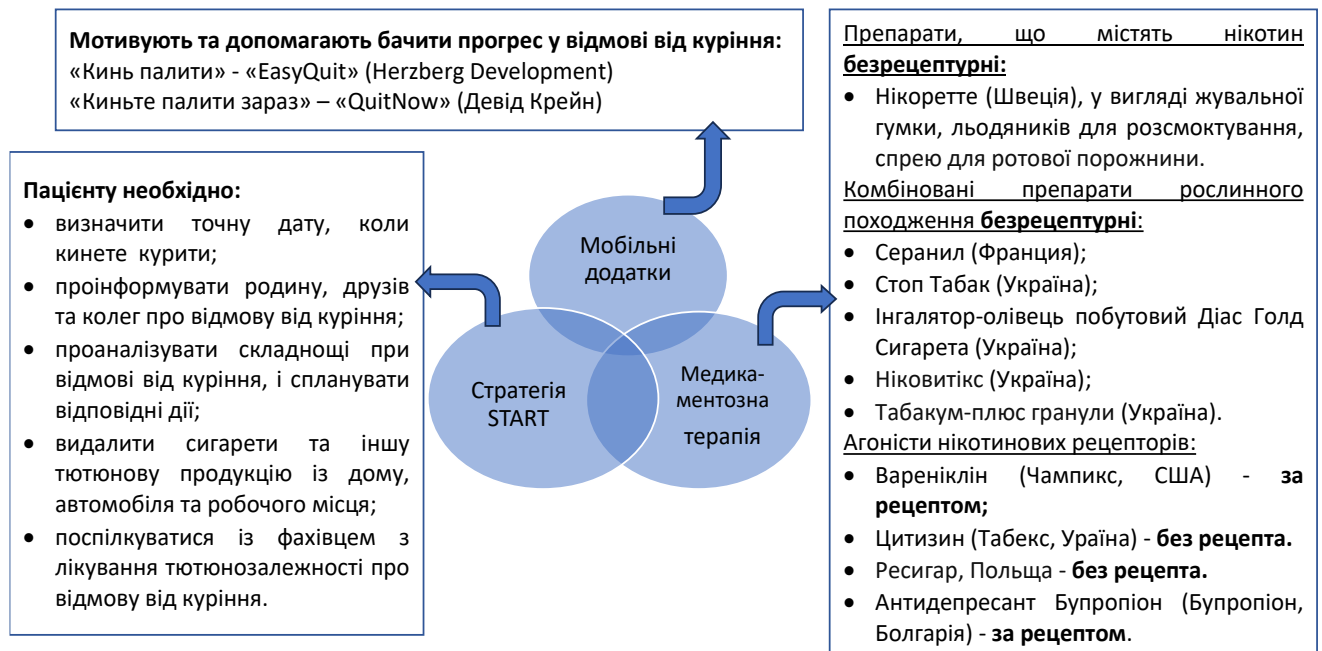 Мотивують та допомагають бачити прогрес у відмові від куріння:
«Кинь палити» - «EasyQuit» (Herzberg Development)
«Киньте палити зараз» – «QuitNow» (Девід Крейн)
Пацієнту необхідно:
• визначити точну дату, коли
кинете курити;
• проінформувати родину, друзів
та колег про відмову від куріння;
• проаналізувати складнощі при
відмові від куріння, і спланувати
відповідні дії;
• видалити сигарети та іншу
тютюнову продукцію із дому,
автомобіля та робочого місця;
• поспілкуватися із фахівцем з
лікування тютюнозалежності про
відмову від куріння.
Мобільні
додатки
Стратегія
START
Медика-
ментозна
терапія
Препарати, що містять нікотин
безрецептурні:
• Нікоретте (Швеція), у вигляді жувальної
гумки, льодяників для розсмоктування,
спрею для ротової порожнини.
Комбіновані препарати рослинного
походження безрецептурні:
• Серанил (Франция);
• Стоп Табак (Україна);
• Інгалятор-олівець побутовий Діас Голд
Сигарета (Україна);
• Ніковитікс (Україна);
• Табакум-плюс гранули (Україна).
Агоністи нікотинових рецепторів:
• Вареніклін (Чампикс, США) - за
рецептом;
• Цитизин (Табекс, Ураїна) - без рецепта.
• Ресигар, Польща - без рецепта.
• Антидепресант Бупропіон (Бупропіон,
Болгарія) - за рецептом.